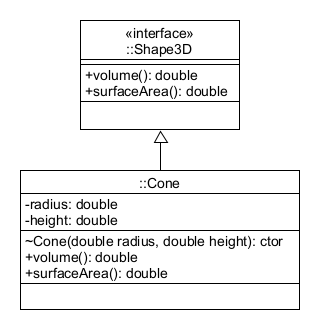 «interface»
::Shape3D
+volume(): double
+surfaceArea(): double
::Cone
-radius: double
-height: double
~Cone(double radius, double height): ctor
+volume(): double
+surfaceArea(): double